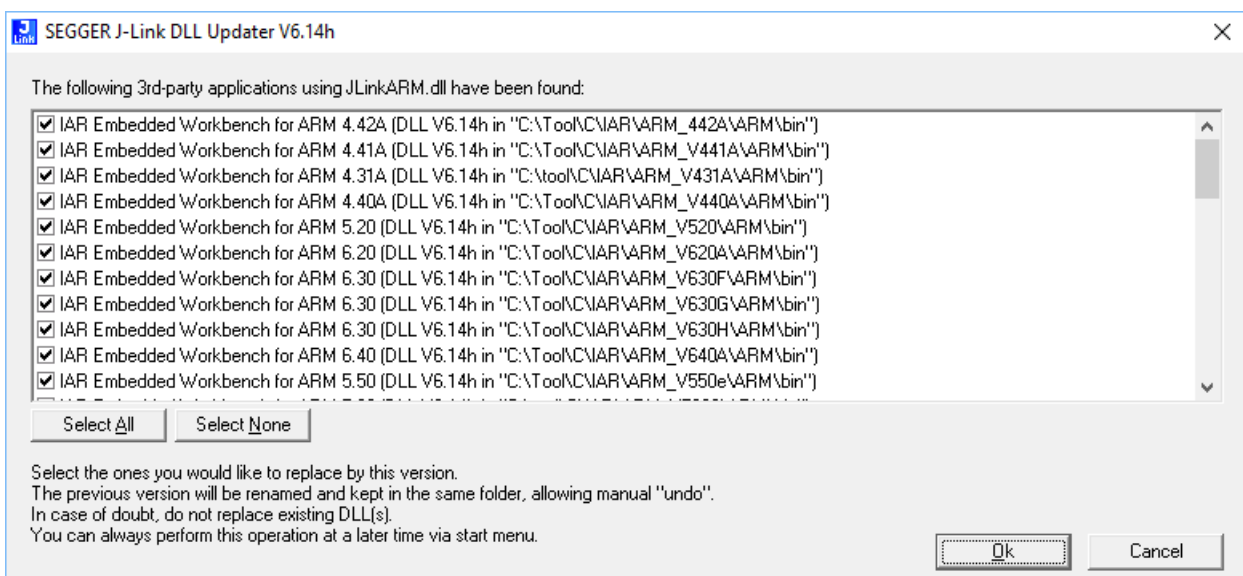 J
Link
SEGGER J-Link DLL Updater V6.14h
The following 3rd-party applications using JLinkARM.dll have been found:
IAR Embedded Workbench for ARM 4.42A (DLL V6.14h in "C:\Tool\C\IAR\ARM_442A\ARM\bin")
IAR Embedded Workbench for ARM 4.41A (DLL V6.14h in "C:\Tool\C\IAR\ARM_V441A\ARM\bin")
IAR Embedded Workbench for ARM 4.31A (DLL V6.14h in "C:\tool\C\IAR\ARM_V431A\ARM\bin")
IAR Embedded Workbench for ARM 4.40A (DLL V6.14h in "C:\Tool\C\IAR\ARM_V440A\ARM\bin")
IAR Embedded Workbench for ARM 5.20 (DLL V6.14h in "C:\Tool\C\IAR\ARM_V520\ARM\bin")
IAR Embedded Workbench for ARM 6.20 (DLL V6.14h in "C:\Tool\C\IAR\ARM_V620A\ARM\bin")
IAR Embedded Workbench for ARM 6.30 (DLL V6.14h in "C:\Tool\C\IAR\ARM_V630F\ARM\bin")
IAR Embedded Workbench for ARM 6.30 (DLL V6.14h in "C:\Tool\C\IAR\ARM_V630G\ARM\bin")
IAR Embedded Workbench for ARM 6.30 (DLL V6.14h in "C:\Tool\C\IAR\ARM_V630H\ARM\bin")
IAR Embedded Workbench for ARM 6.40 (DLL V6.14h in "C:\Tool\C\IAR\ARM_V640A\ARM\bin")
IAR Embedded Workbench for ARM 5.50 (DLL V6.14h in "C:\Tool\C\IAR\ARM_V550e\ARM\bin")
Select All Select None
Select the ones you would like to replace by this version.
The previous version will be renamed and kept in the same folder, allowing manual "undo".
In case of doubt, do not replace existing DLL(s).
You can always perform this operation at a later time via start menu.
Ok Cancel